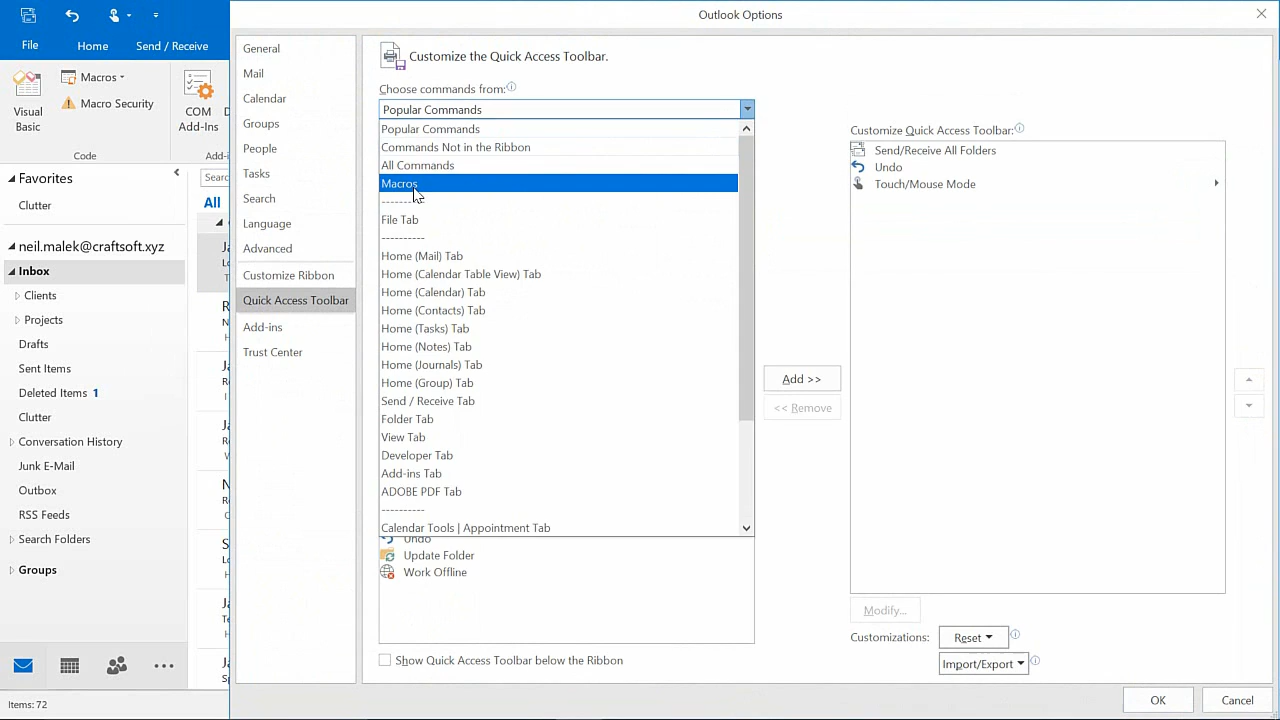 Outlook Options
File
Home
Send / Receive
Visual
Basic
Macros
Macro Security
COM
Add-Ins
Code
Favorites
Clutter
neil.malek@craftsoft.xyz
Inbox
Clients
Projects
Drafts
Sent Items
Deleted Items 1
Clutter
Conversation History
Junk E-Mail
Outbox
RSS Feeds
Search Folders
Groups
Items: 72
All
General
Mail
Calendar
Groups
People
Tasks
Search
Language
Advanced
Customize Ribbon
Quick Access Toolbar
Add-ins
Trust Center
Customize the Quick Access Toolbar.
Choose commands from:
Popular Commands
Popular Commands
Commands Not in the Ribbon
All Commands
Macros
----------
File Tab
----------
Home (Mail) Tab
Home (Calendar Table View) Tab
Home (Calendar) Tab
Home (Contacts) Tab
Home (Tasks) Tab
Home (Notes) Tab
Home (Journals) Tab
Home (Group) Tab
Send / Receive Tab
Folder Tab
View Tab
Developer Tab
Add-ins Tab
ADOBE PDF Tab
----------
Calendar Tools | Appointment Tab
Undo
Update Folder
Work Offline
Show Quick Access Toolbar below the Ribbon
Add >>
<< Remove
Customize Quick Access Toolbar:
Send/Receive All Folders
Undo
Touch/Mouse Mode
Modify...
Customizations:
Reset
Import/Export
OK
Cancel